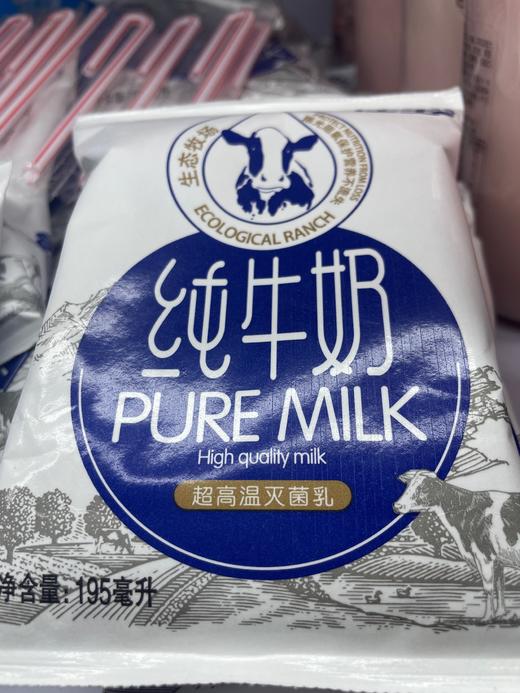 生态牧场
ECOLOGICAL RANCH
纯牛奶
PURE MILK
High quality milk
超高温灭菌乳
净含量: 195毫升